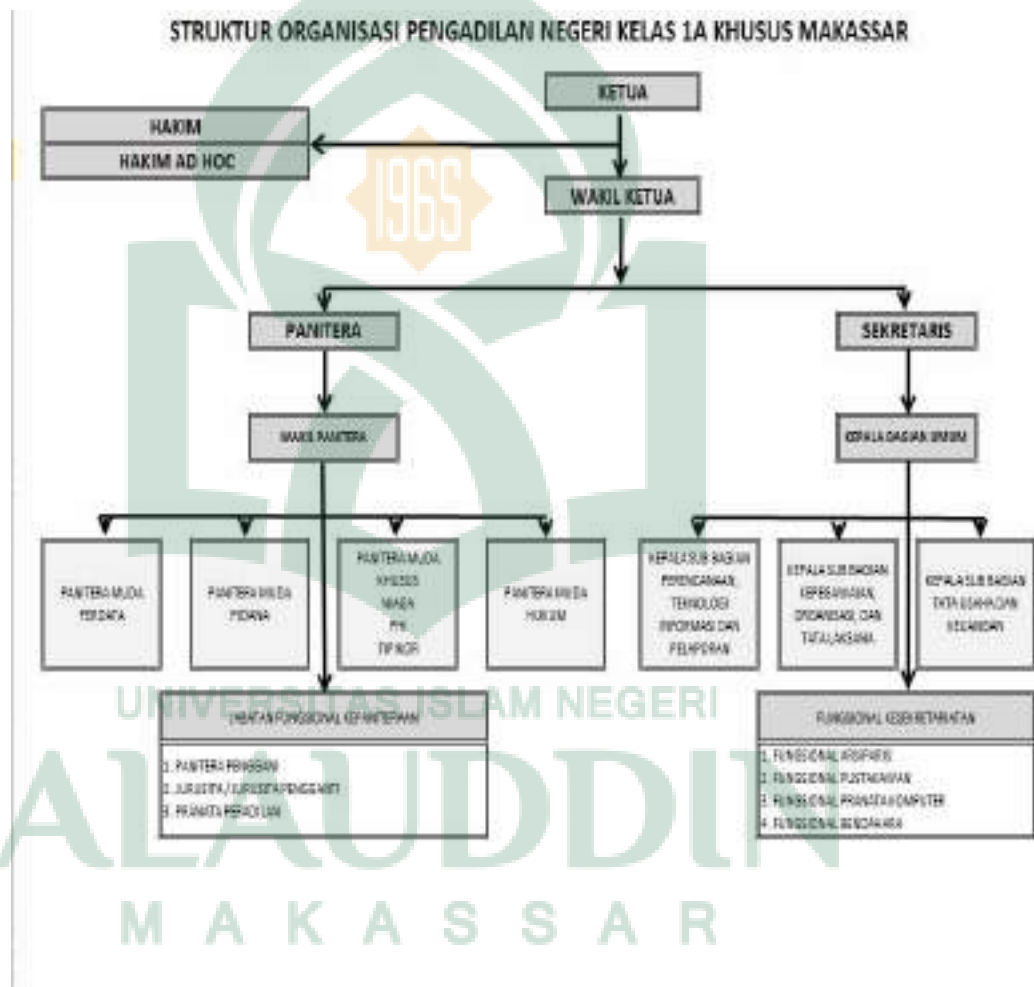 STRUKTUR ORGANISASI PENGADILAN NEGERI KELAS 1A KHUSUS MAKASSAR
KETUA
HAKIM
HAKIM AD HOC
1965
WAKIL KETUA
PANITERA
SEKRETARIS
WAKIL PANITERA
KEPALA BAGIAN UMUM
PANITERA MUDA
PERDATA
PANITERA MUDA
PIDANA
PANITERA MUDA
KHUSUS
NIAGA
PHI
TIPIKOR
PANITERA MUDA
HUKUM
KEPALA SUB BAGIAN
PERENCANAAN,
TEKNOLOGI
INFORMASI DAN
PELAPORAN
KEPALA SUB BAGIAN
KEPEGAWAIAN,
ORGANISASI, DAN
TATA LAKSANA
KEPALA SUB BAGIAN
TATA USAHA DAN
KEUANGAN
UNIVERSITAS ISLAM NEGERI
JABATAN FUNGSIONAL KEPANITERAAN
1. PANITERA PENGGANTI
2. JURUSITA / JURUSITA PENGGANTI
3. PRANATA PERADILAN
FUNGSIONAL KESEKRETARIATAN
1. FUNGSIONAL ARSIPARIS
2. FUNGSIONAL PUSTAKAWAN
3. FUNGSIONAL PRANATA KOMPUTER
4. FUNGSIONAL BENDAHARA
ALAUDDIN
MAKASSAR